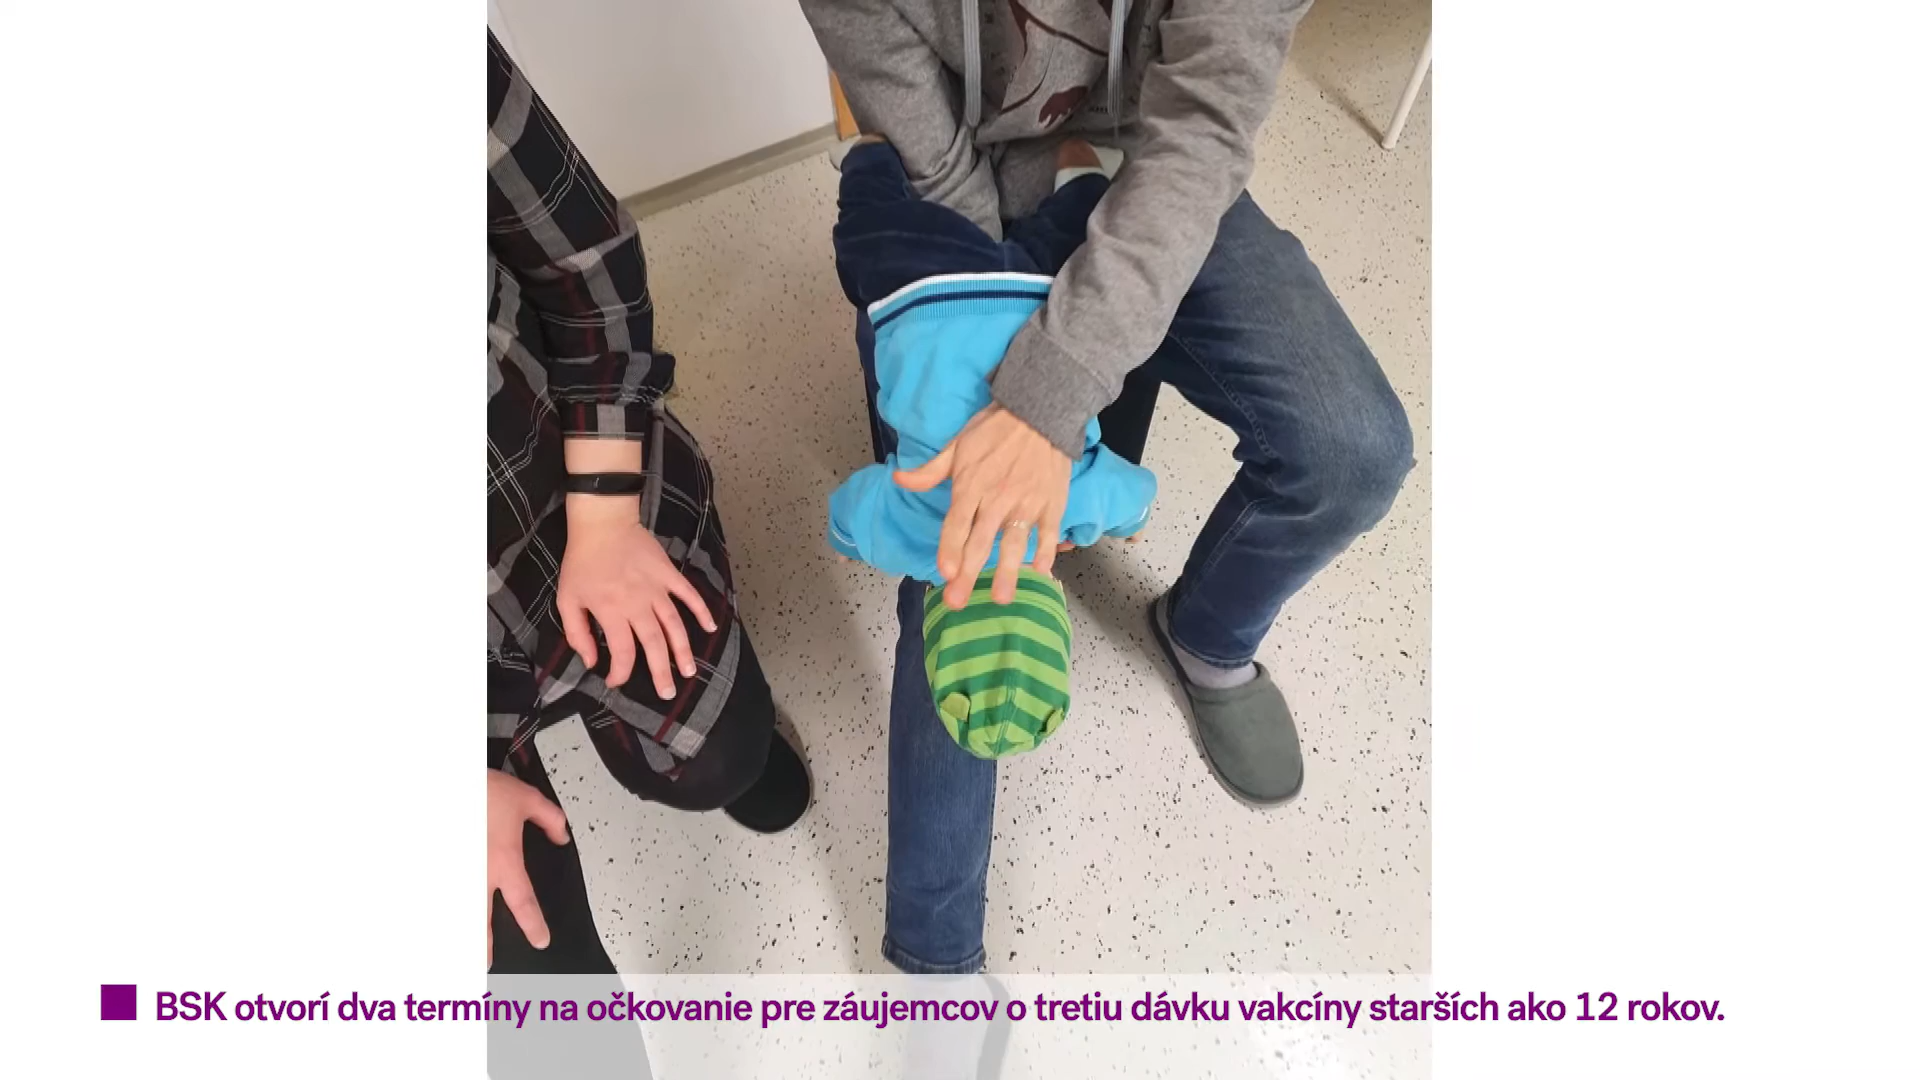 BSK otvorí dva termíny na očkovanie pre záujemcov o tretiu dávku vakcíny starších ako 12 rokov.